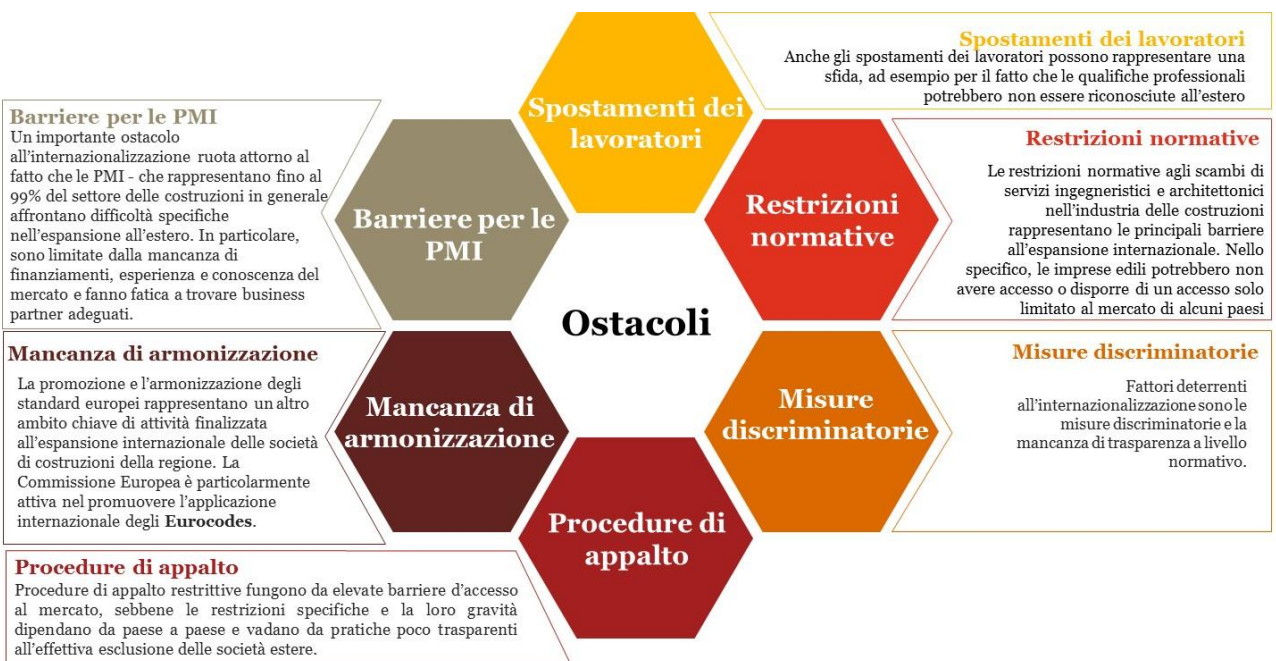 Spostamenti dei lavoratori
Anche gli spostamenti dei lavoratori possono rappresentare una
sfida, ad esempio per il fatto che le qualifiche professionali
potrebbero non essere riconosciute all'estero
Barriere per le PMI
Un importante ostacolo
all'internazionalizzazione ruota attorno al
fatto che le PMI - che rappresentano fino al
99% del settore delle costruzioni in generale
affrontano difficoltà specifiche
nell'espansione all'estero. In particolare,
sono limitate dalla mancanza di
finanziamenti, esperienza e conoscenza del
mercato e fanno fatica a trovare business
partner adeguati.
Spostamenti dei
lavoratori
Barriere per le
PMI
Restrizioni
normative
Restrizioni normative
Le restrizioni normative agli scambi di
servizi ingegneristici e architettonici
nell'industria delle costruzioni
rappresentano le principali barriere
all'espansione internazionale. Nello
specifico, le imprese edili potrebbero non
avere accesso o disporre di un accesso solo
limitato al mercato di alcuni paesi
Ostacoli
Mancanza di armonizzazione
La promozione e l'armonizzazione degli
standard europei rappresentano un altro
ambito chiave di attività finalizzata
all'espansione internazionale delle società
di costruzioni della regione. La
Commissione Europea è particolarmente
attiva nel promuovere l'applicazione
internazionale degli Eurocodes.
Mancanza di
armonizzazione
Misure
discriminatorie
Misure discriminatorie
Fattori deterrenti
all'internazionalizzazione sono le
misure discriminatorie e la
mancanza di trasparenza a livello
normativo.
Procedure di
appalto
Procedure di appalto
Procedure di appalto restrittive fungono da elevate barriere d'accesso
al mercato, sebbene le restrizioni specifiche e la loro gravità
dipendano da paese a paese e vadano da pratiche poco trasparenti
all'effettiva esclusione delle società estere.